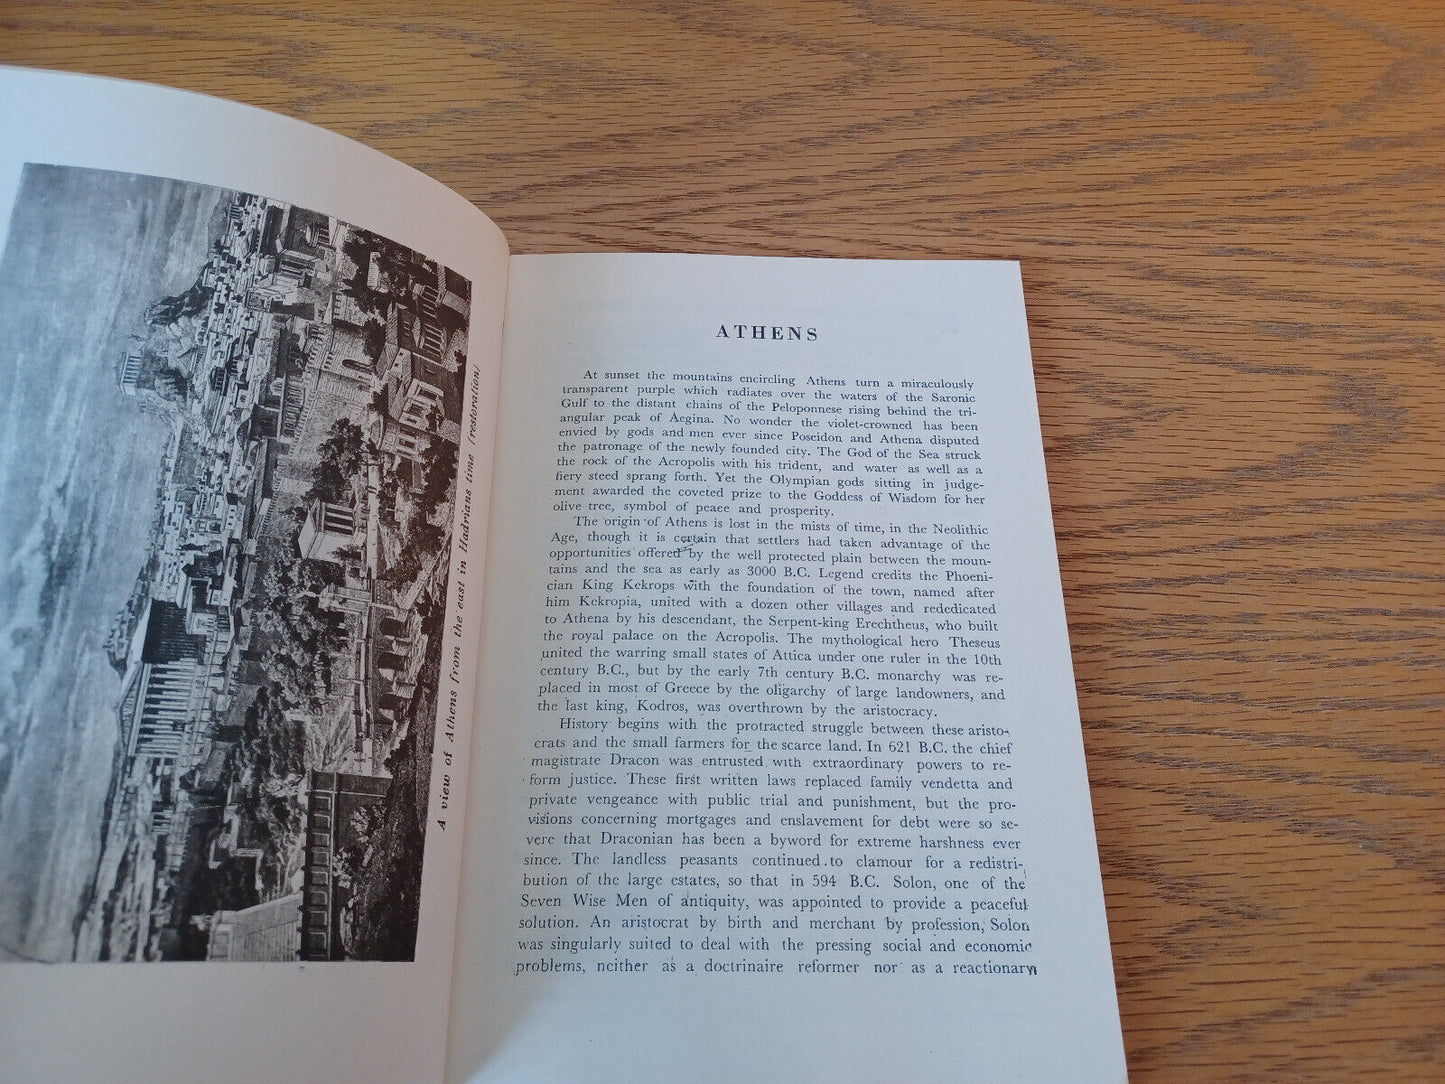 A view of Athens from the east in Hadrians time (restoration)
ATHENS
At sunset the mountains encircling Athens turn a miraculously
transparent purple which radiates over the waters of the Saronic
Gulf to the distant chains of the Peloponnese rising behind the tri-
angular peak of Aegina. No wonder the violet-crowned has been
envied by gods and men ever since Poseidon and Athena disputed
the patronage of the newly founded city. The God of the Sea struck
the rock of the Acropolis with his trident, and water as well as a
fiery steed sprang forth. Yet the Olympian gods sitting in judge-
ment awarded the coveted prize to the Goddess of Wisdom for her
olive tree, symbol of peace and prosperity.
The origin of Athens is lost in the mists of time, in the Neolithic
Age, though it is certain that settlers had taken advantage of the
opportunities offered by the well protected plain between the moun-
tains and the sea as early as 3000 B.C. Legend credits the Phoeni-
cian King Kekrops with the foundation of the town, named after
him Kekropia, united with a dozen other villages and rededicated
to Athena by his descendant, the Serpent-king Erechtheus, who built
the royal palace on the Acropolis. The mythological hero Theseus
united the warring small states of Attica under one ruler in the 10th
century B.C., but by the early 7th century B.C. monarchy was re-
placed in most of Greece by the oligarchy of large landowners, and
the last king, Kodros, was overthrown by the aristocracy.
History begins with the protracted struggle between these aristo-
crats and the small farmers for the scarce land. In 621 B.C. the chief
magistrate Dracon was entrusted with extraordinary powers to re-
form justice. These first written laws replaced family vendetta and
private vengeance with public trial and punishment, but the pro-
visions concerning mortgages and enslavement for debt were so se-
vere that Draconian has been a byword for extreme harshness ever
since. The landless peasants continued to clamour for a redistri-
bution of the large estates, so that in 594 B.C. Solon, one of the
Seven Wise Men of antiquity, was appointed to provide a peaceful
solution. An aristocrat by birth and merchant by profession, Solon
was singularly suited to deal with the pressing social and economic
problems, neither as a doctrinaire reformer nor as a reactionary